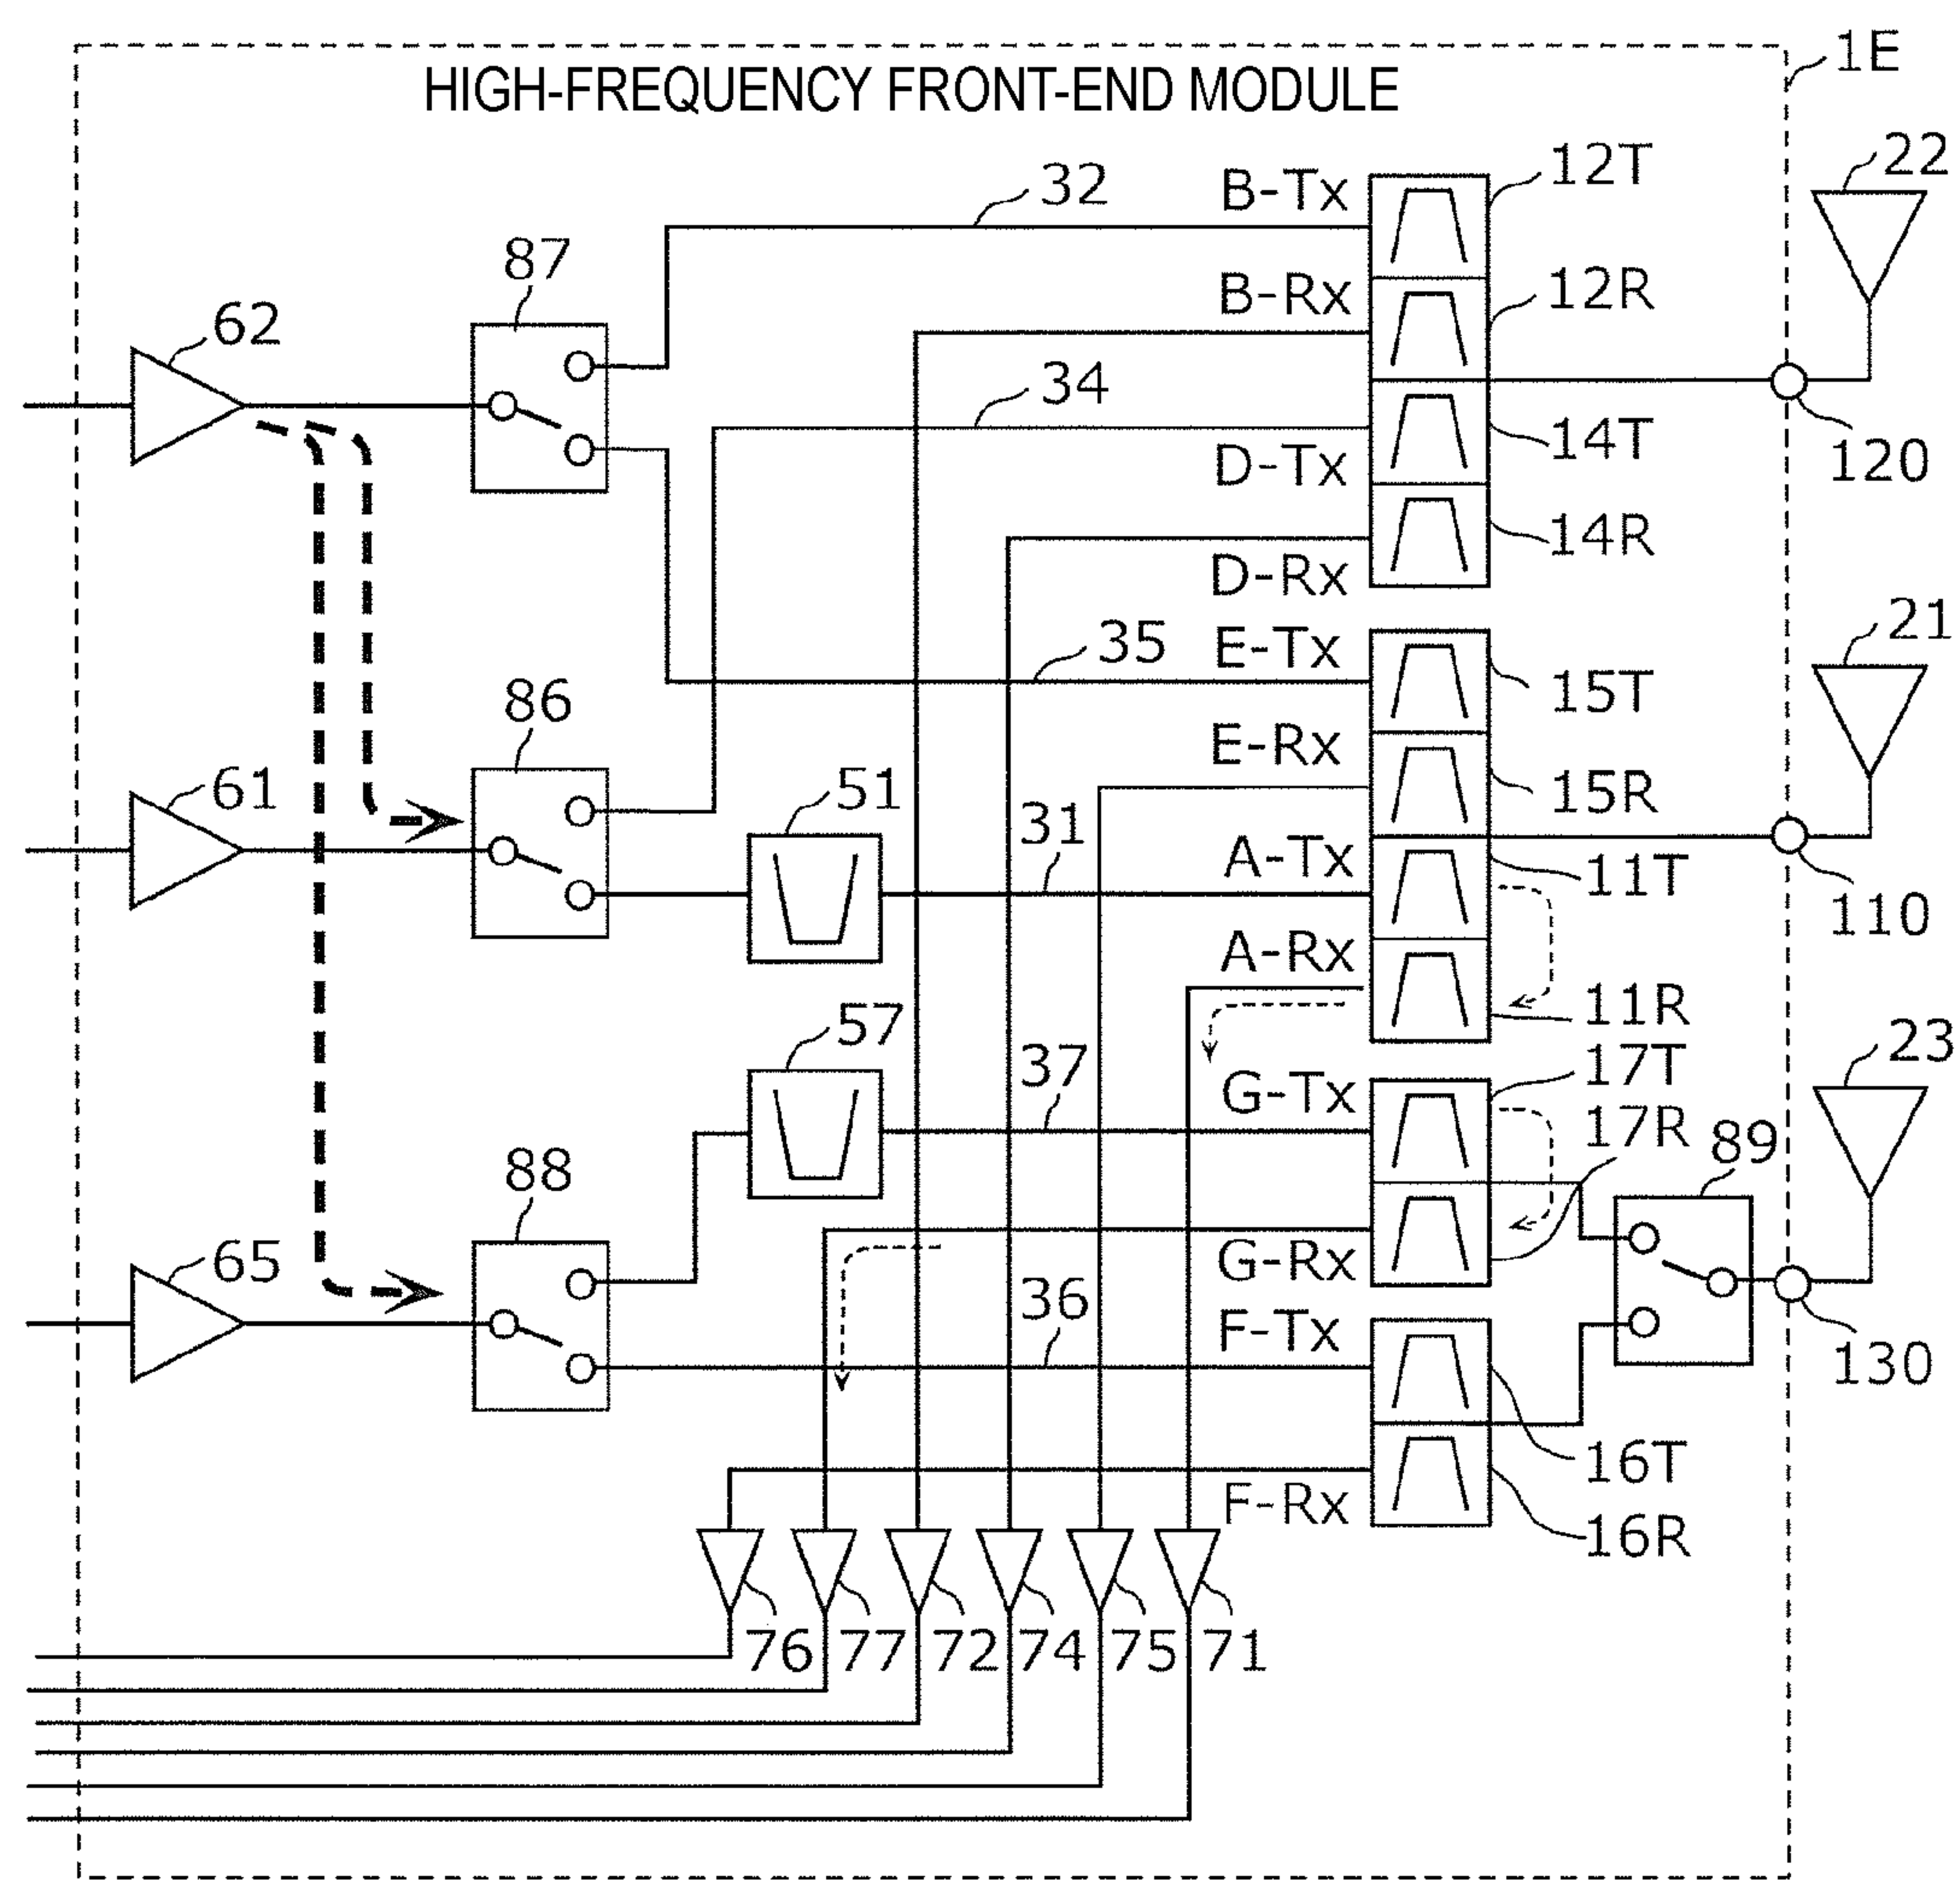 1E
HIGH-FREQUENCY FRONT-END MODULE
22
12T
32
B-Tx
87
12R
B-Rx
62
34
14T
120
D-Tx
14R
D-Rx
21
35
E-Tx
15T
86
E-Rx
51
61
15R
31
A-Tx
11T
110
A-Rx
11R
57
23
37
17T
G-Tx
17R
89
88
65
G-Rx
36
F-Tx
130
16T
F-Rx
16R
76
77
72
74
75
71